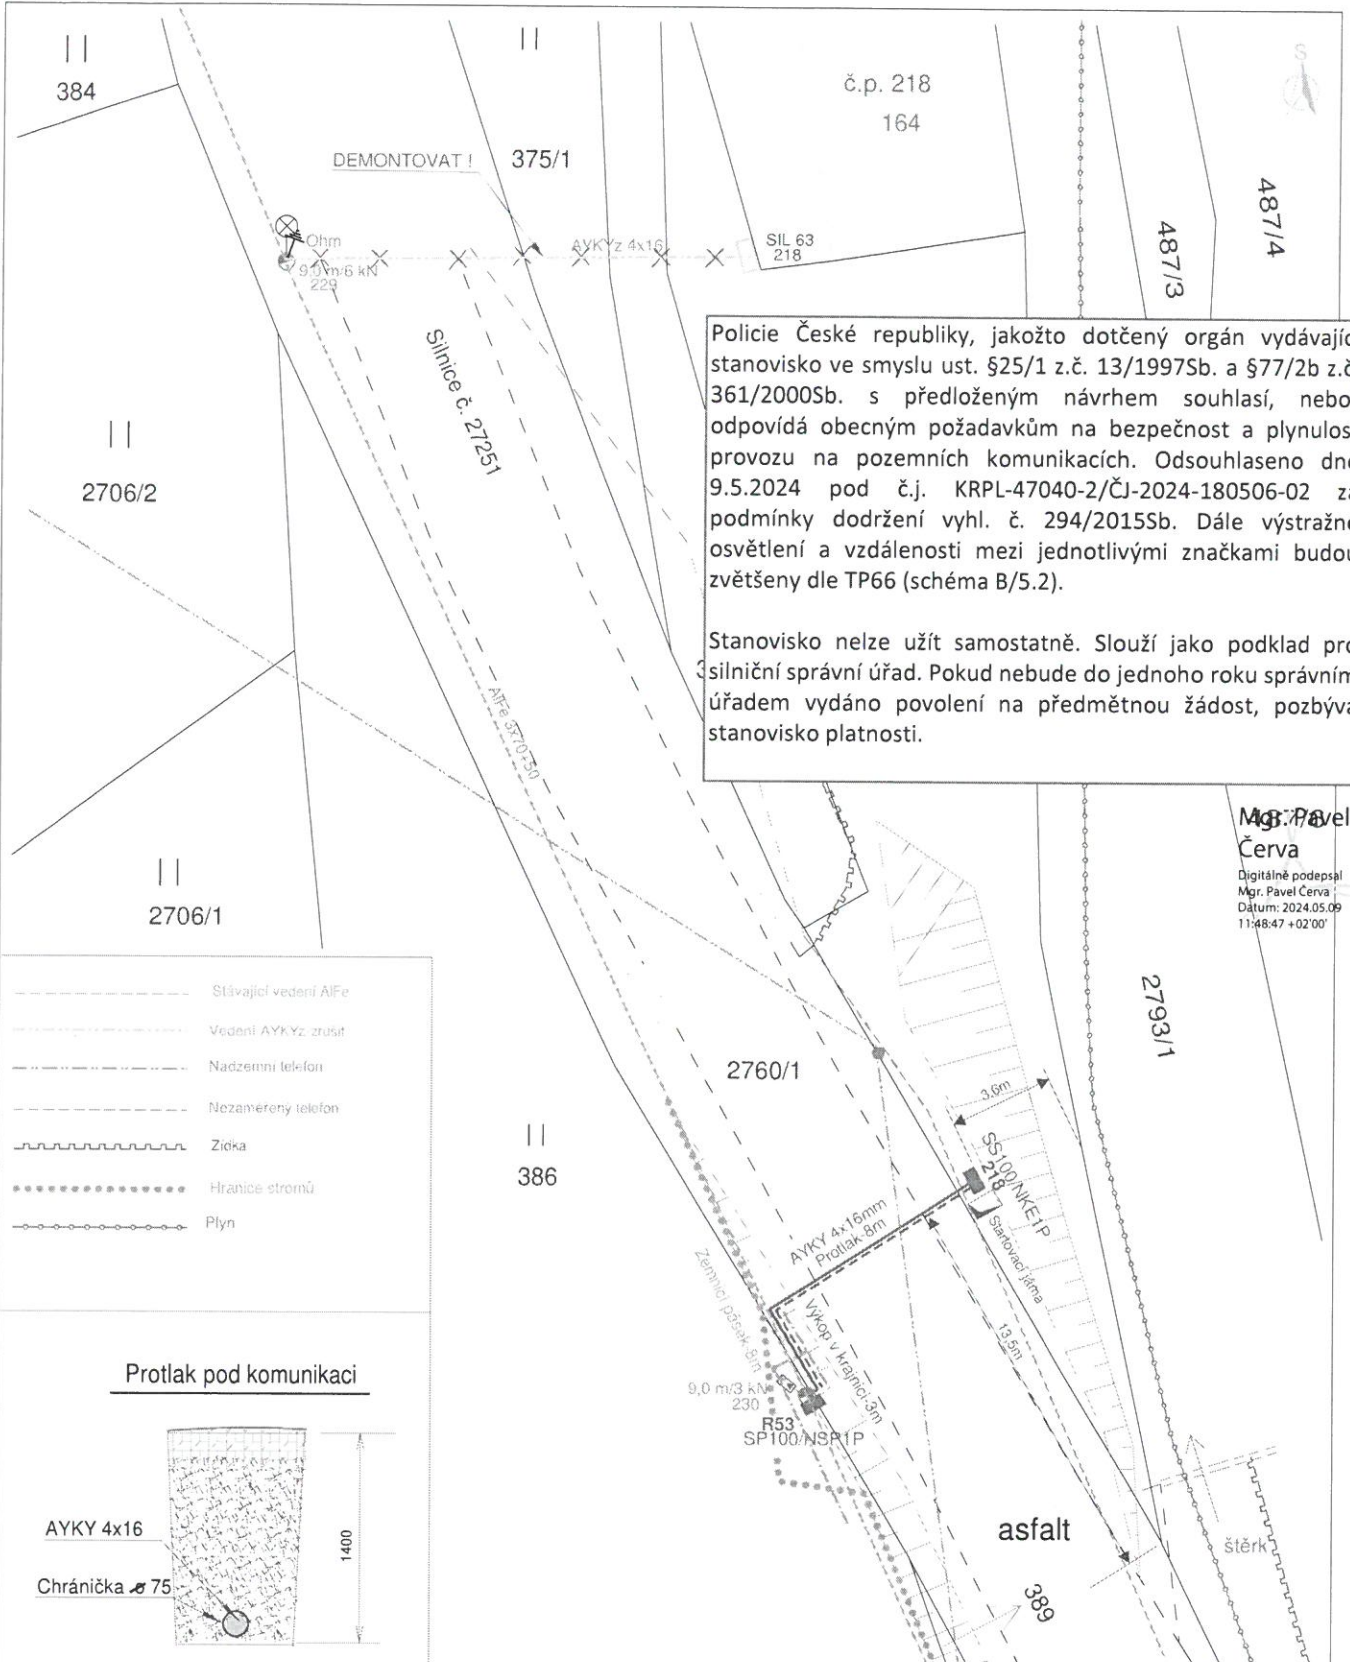 384
č.p. 218
164
S
DEMONTOVAT !
375/1
487/4
487/3
Ohm
9,0 m/6 kN
229
AYKYz 4x16
SIL 63
218
Silnice č. 27251
2706/2
Policie České republiky, jakožto dotčený orgán vydávajíc
stanovisko ve smyslu ust. §25/1 z.č. 13/1997Sb. a §77/2b z.č
361/2000Sb. s předloženým návrhem souhlasí, nebo
odpovídá obecným požadavkům na bezpečnost a plynulos
provozu na pozemních komunikacích. Odsouhlaseno dne
9.5.2024 pod č.j. KRPL-47040-2/ČJ-2024-180506-02 za
podmínky dodržení vyhl. č. 294/2015Sb. Dále výstražné
osvětlení a vzdálenosti mezi jednotlivými značkami budou
zvětšeny dle TP66 (schéma B/5.2).
Stanovisko nelze užít samostatně. Slouží jako podklad pro
silniční správní úřad. Pokud nebude do jednoho roku správním
úřadem vydáno povolení na předmětnou žádost, pozbývá
stanovisko platnosti.
AlFe 3x70+50
Mgr. Pavel
Červa
Digitálně podepsal
Mgr. Pavel Červa
Datum: 2024.05.09
11:48:47 +02'00'
2706/1
2793/1
Stávající vedení AlFe
Vedení AYKYz zrušit
Nadzemní telefon
Nezaměřený telefon
Zídka
Hranice stromů
Plyn
2760/1
3,6m
386
SS100/NKE1P
218
AYKY 4x16mm
Protlak-8m
Startovací jáma
Zemnící pásek-8m
Výkop v krajnici-3m
13,5m
9,0 m/3 kN
230
R53
SP100/NSP1P
Protlak pod komunikaci
AYKY 4x16
Chránička ⌀ 75
1400
asfalt
štěrk
389